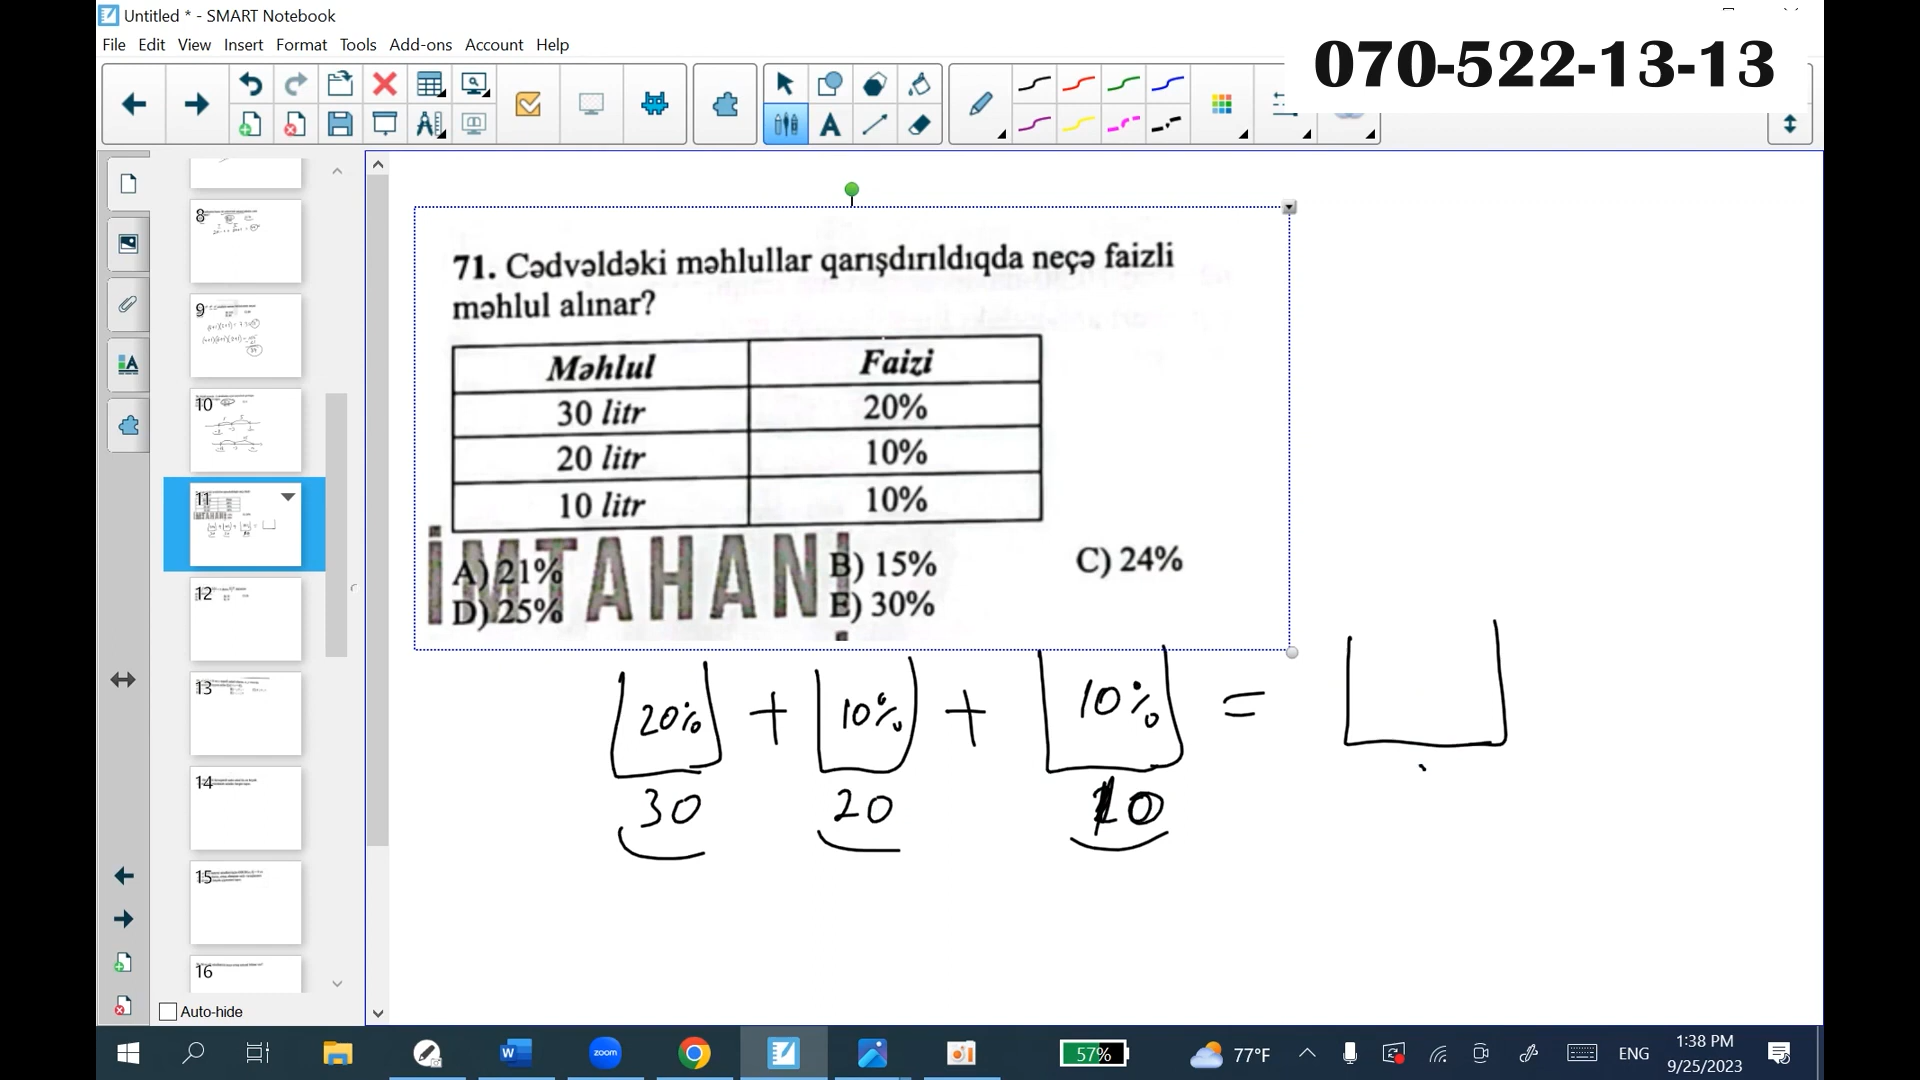 Untitled * - SMART Notebook
File Edit View Insert Format Tools Add-ons Account Help
070-522-13-13
8
9
10
11
12
13
14
15
16
Auto-hide
71. Cədvəldəki məhlullar qarışdırıldıqda neçə faizli
məhlul alınar?
Məhlul Faizi
30 litr 20%
20 litr 10%
10 litr 10%
İMTAHANI
A) 21% B) 15% C) 24%
D) 25% E) 30%
20% + 10% + 10% =
30 20 10
57%
77°F
ENG
1:38 PM
9/25/2023